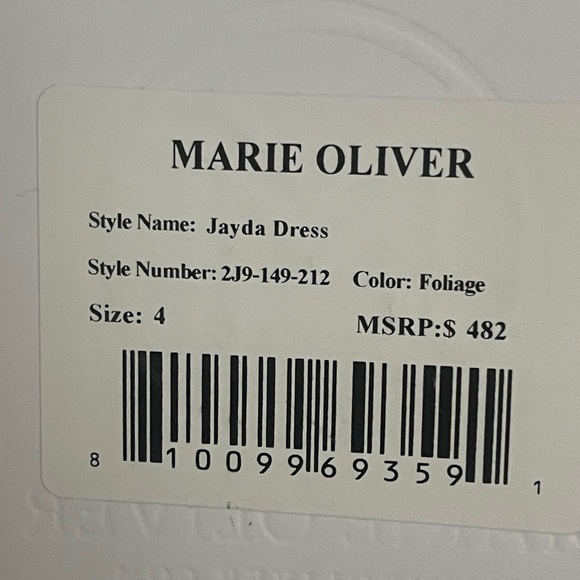 MARIE OLIVER
Style Name: Jayda Dress
Style Number: 2J9-149-212 Color: Foliage
Size: 4 MSRP:$ 482
8 10099 69359 1